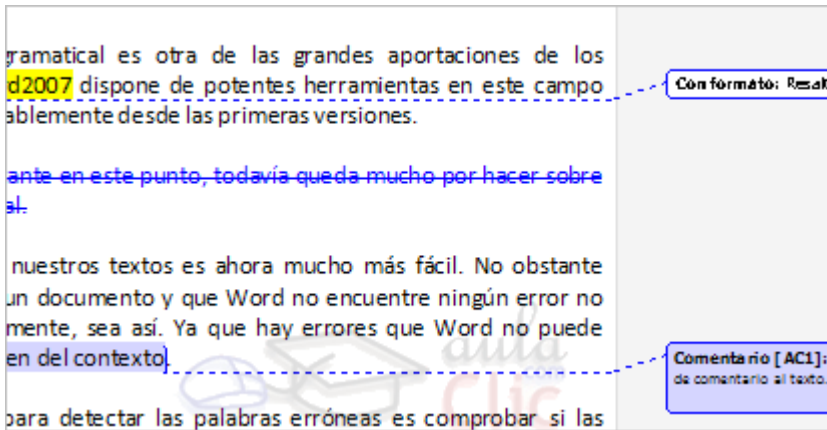 gramatical es otra de las grandes aportaciones de los
rd2007 dispone de potentes herramientas en este campo
Con formato: Resalt
ablemente desde las primeras versiones.
ante en este punto, todavía queda mucho por hacer sobre
al.
nuestros textos es ahora mucho más fácil. No obstante
un documento y que Word no encuentre ningún error no
mente, sea así. Ya que hay errores que Word no puede
en del contexto.
Comentario [AC1]:
de comentario al texto.
aula
.com
Clic
para detectar las palabras erróneas es comprobar si las